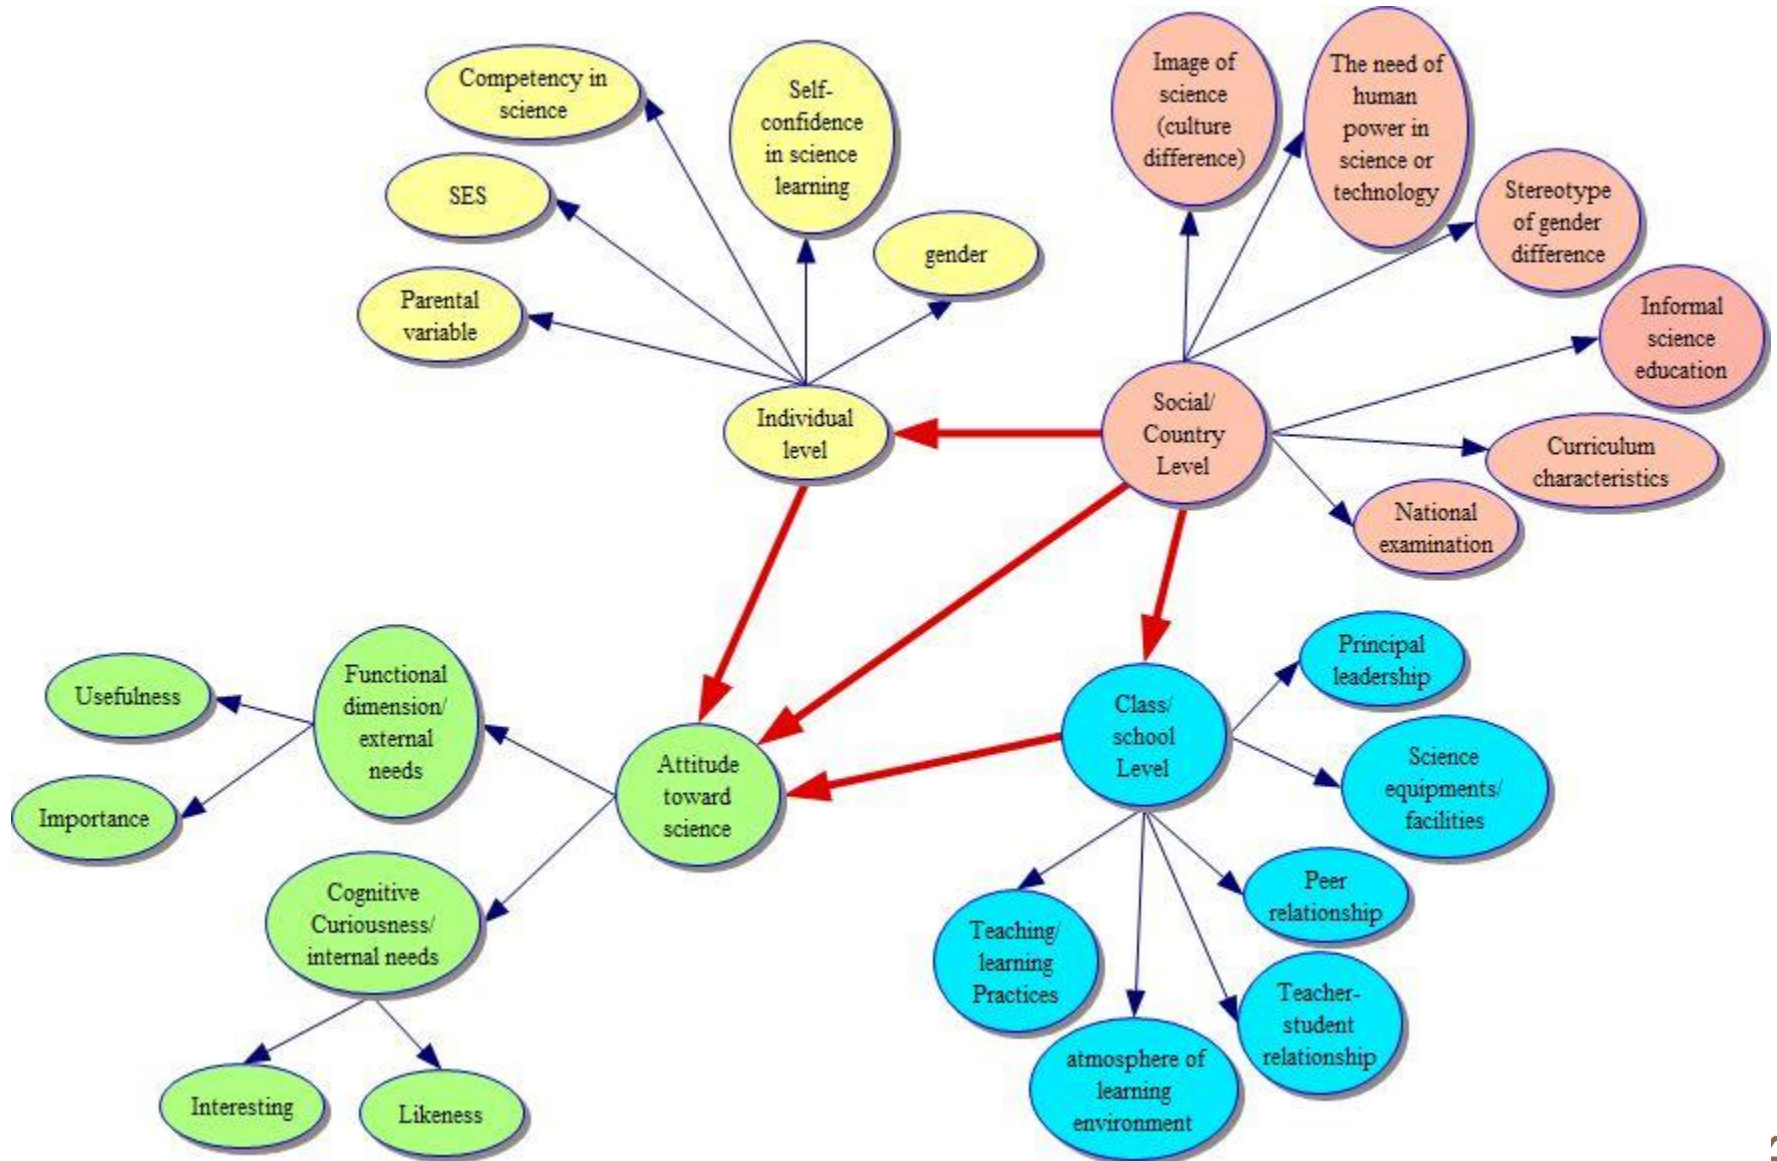 Competency in
science
Self-
confidence
in science
learning
SES
gender
Parental
variable
Individual
level
Image of
science
(culture
difference)
The need of
human
power in
science or
technology
Stereotype
of gender
difference
Informal
science
education
Social/
Country
Level
Curriculum
characteristics
National
examination
Usefulness
Functional
dimension/
external
needs
Importance
Attitude
toward
science
Cognitive
Curiousness/
internal needs
Interesting
Likeness
Class/
school
Level
Principal
leadership
Science
equipments/
facilities
Peer
relationship
Teaching/
learning
Practices
Teacher-
student
relationship
atmosphere of
learning
environment